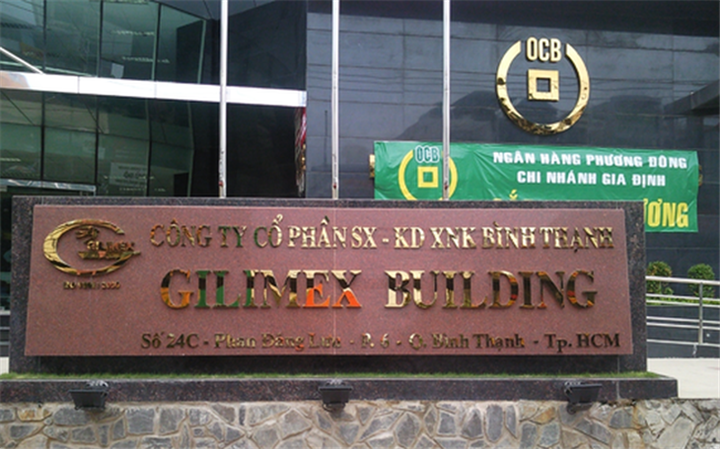 OCB
OCB
NGÂN HÀNG PHƯƠNG ĐÔNG
CHI NHÁNH GIA ĐỊNH
GILIMEX
CÔNG TY CỔ PHẦN SX - KD XNK BÌNH THẠNH
GILIMEX BUILDING
Số 24C - Phan Đăng Lưu - P. 6 - Q. Bình Thạnh - Tp. HCM